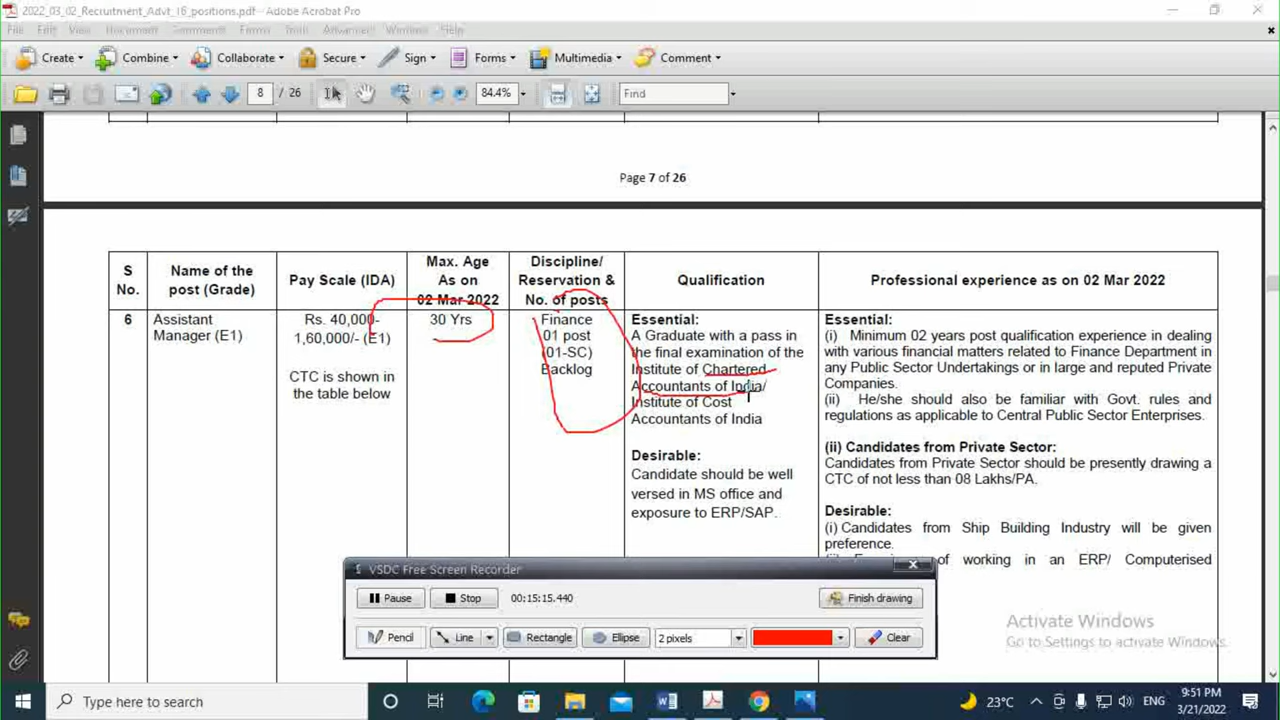 2022_03_02_Recruitment_Advt_16_positions.pdf - Adobe Acrobat Pro
File Edit View Document Comments Forms Tools Advanced Window Help
Create Combine Collaborate Secure Sign Forms Multimedia Comment
8 / 26 84.4% Find
Page 7 of 26
S No.
Name of the post (Grade)
Pay Scale (IDA)
Max. Age As on 02 Mar 2022
Discipline/ Reservation & No. of posts
Qualification
Professional experience as on 02 Mar 2022
6
Assistant
Manager (E1)
Rs. 40,000-
1,60,000/- (E1)
CTC is shown in
the table below
30 Yrs
Finance
01 post
(01-SC)
Backlog
Essential:
A Graduate with a pass in
the final examination of the
Institute of Chartered
Accountants of India/
Institute of Cost
Accountants of India
Desirable:
Candidate should be well
versed in MS office and
exposure to ERP/SAP.
Essential:
(i) Minimum 02 years post qualification experience in dealing
with various financial matters related to Finance Department in
any Public Sector Undertakings or in large and reputed Private
Companies.
(ii) He/she should also be familiar with Govt. rules and
regulations as applicable to Central Public Sector Enterprises.
(ii) Candidates from Private Sector:
Candidates from Private Sector should be presently drawing a
CTC of not less than 08 Lakhs/PA.
Desirable:
(i) Candidates from Ship Building Industry will be given
preference.
of working in an ERP/ Computerised
VSDC Free Screen Recorder
Pause Stop 00:15:15.440 Finish drawing
Pencil Line Rectangle Ellipse 2 pixels Clear
Activate Windows
Go to Settings to activate Windows.
Type here to search
23°C ENG
9:51 PM
3/21/2022